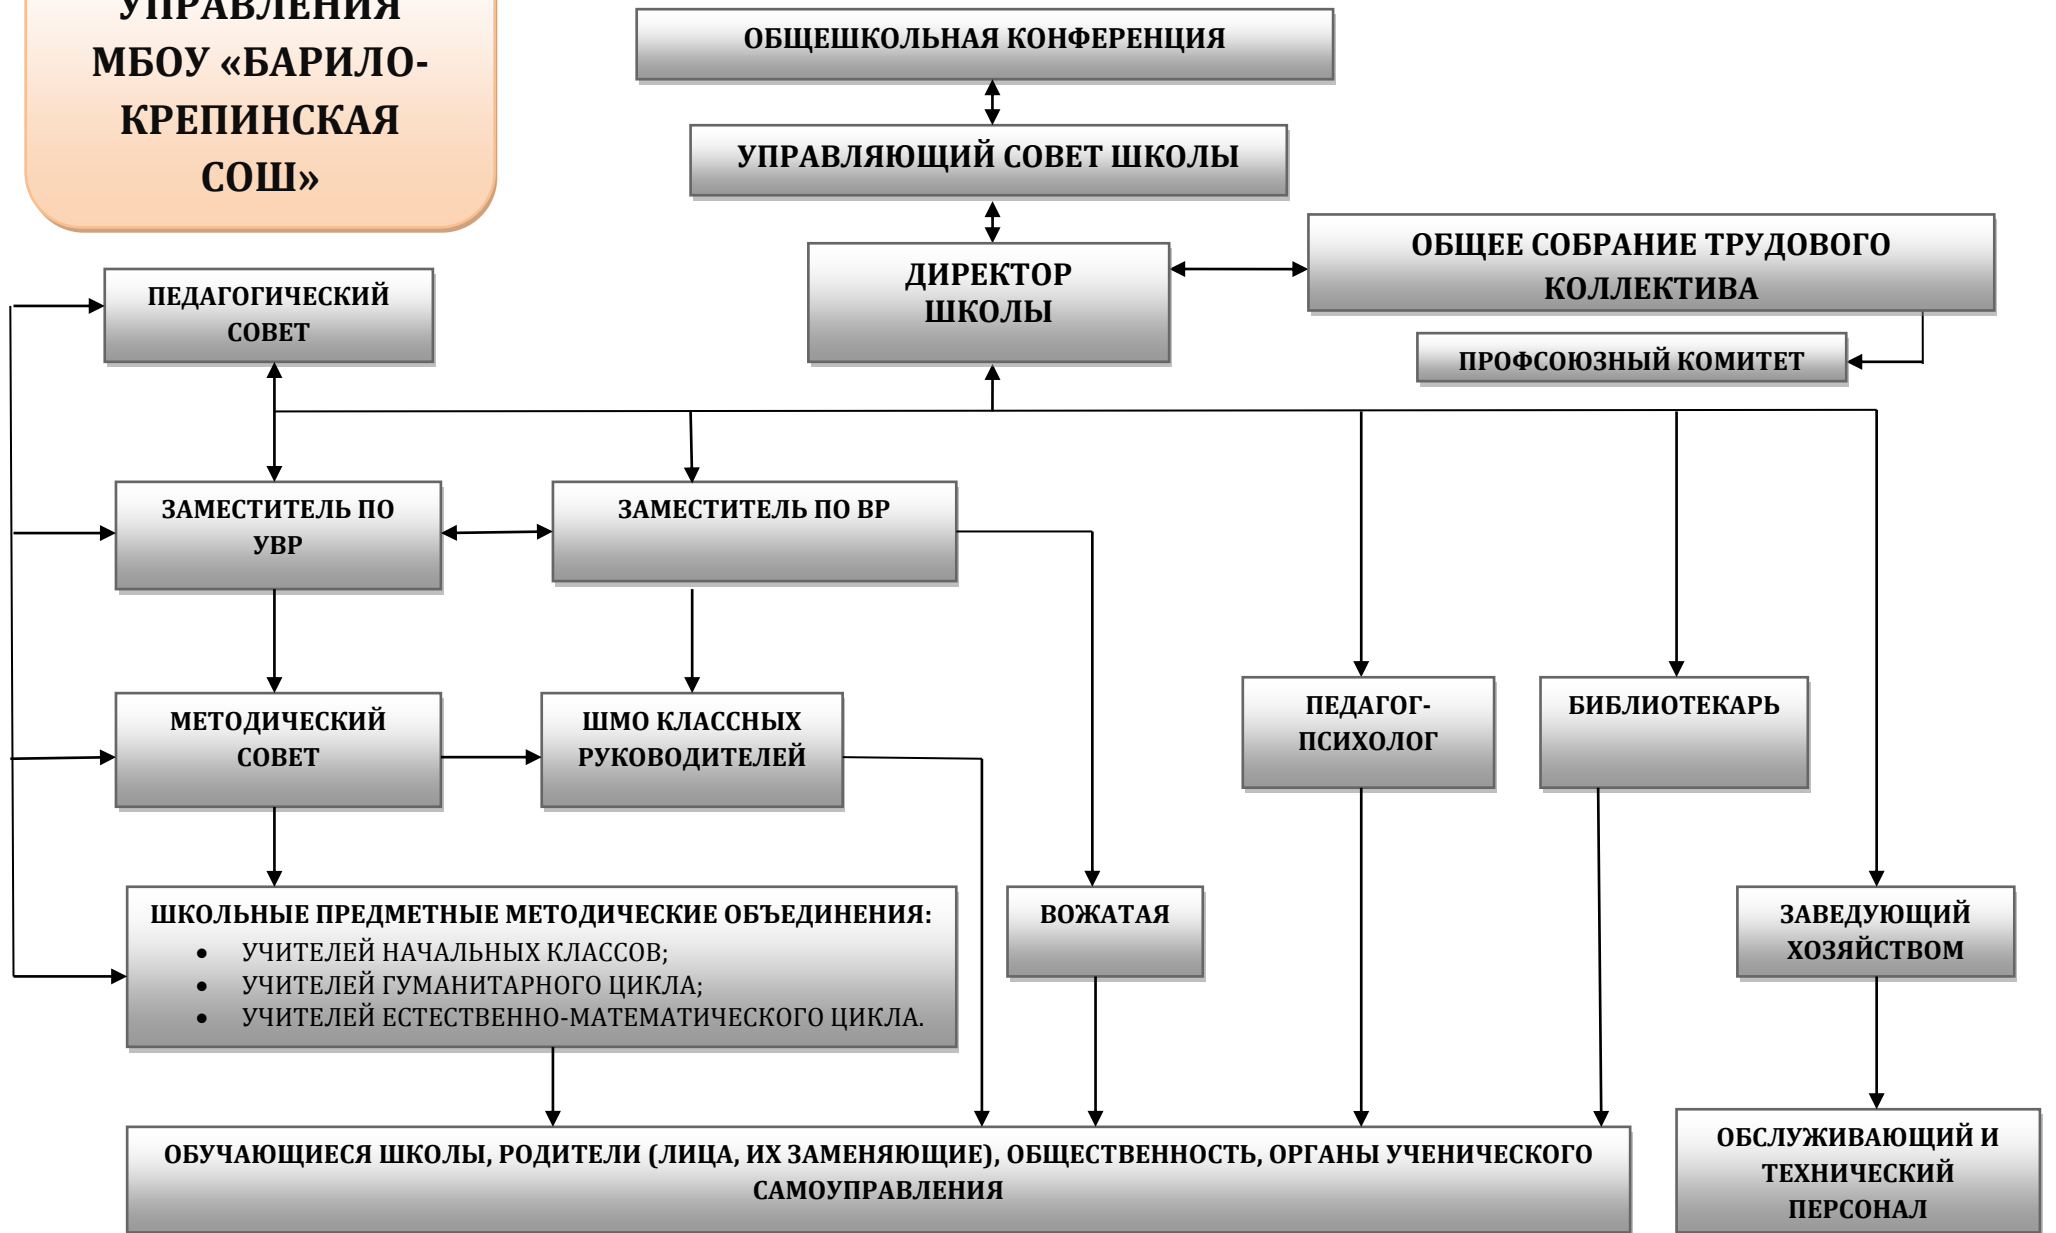 УПРАВЛЕНИЯ
МБОУ «БАРИЛО-
КРЕПИНСКАЯ
СОШ»
ОБЩЕШКОЛЬНАЯ КОНФЕРЕНЦИЯ
УПРАВЛЯЮЩИЙ СОВЕТ ШКОЛЫ
ДИРЕКТОР
ШКОЛЫ
ОБЩЕЕ СОБРАНИЕ ТРУДОВОГО
КОЛЛЕКТИВА
ПРОФСОЮЗНЫЙ КОМИТЕТ
ПЕДАГОГИЧЕСКИЙ
СОВЕТ
ЗАМЕСТИТЕЛЬ ПО
УВР
ЗАМЕСТИТЕЛЬ ПО ВР
МЕТОДИЧЕСКИЙ
СОВЕТ
ШМО КЛАССНЫХ
РУКОВОДИТЕЛЕЙ
ПЕДАГОГ-
ПСИХОЛОГ
БИБЛИОТЕКАРЬ
ШКОЛЬНЫЕ ПРЕДМЕТНЫЕ МЕТОДИЧЕСКИЕ ОБЪЕДИНЕНИЯ:
• УЧИТЕЛЕЙ НАЧАЛЬНЫХ КЛАССОВ;
• УЧИТЕЛЕЙ ГУМАНИТАРНОГО ЦИКЛА;
• УЧИТЕЛЕЙ ЕСТЕСТВЕННО-МАТЕМАТИЧЕСКОГО ЦИКЛА.
ВОЖАТАЯ
ЗАВЕДУЮЩИЙ
ХОЗЯЙСТВОМ
ОБУЧАЮЩИЕСЯ ШКОЛЫ, РОДИТЕЛИ (ЛИЦА, ИХ ЗАМЕНЯЮЩИЕ), ОБЩЕСТВЕННОСТЬ, ОРГАНЫ УЧЕНИЧЕСКОГО
САМОУПРАВЛЕНИЯ
ОБСЛУЖИВАЮЩИЙ И
ТЕХНИЧЕСКИЙ
ПЕРСОНАЛ